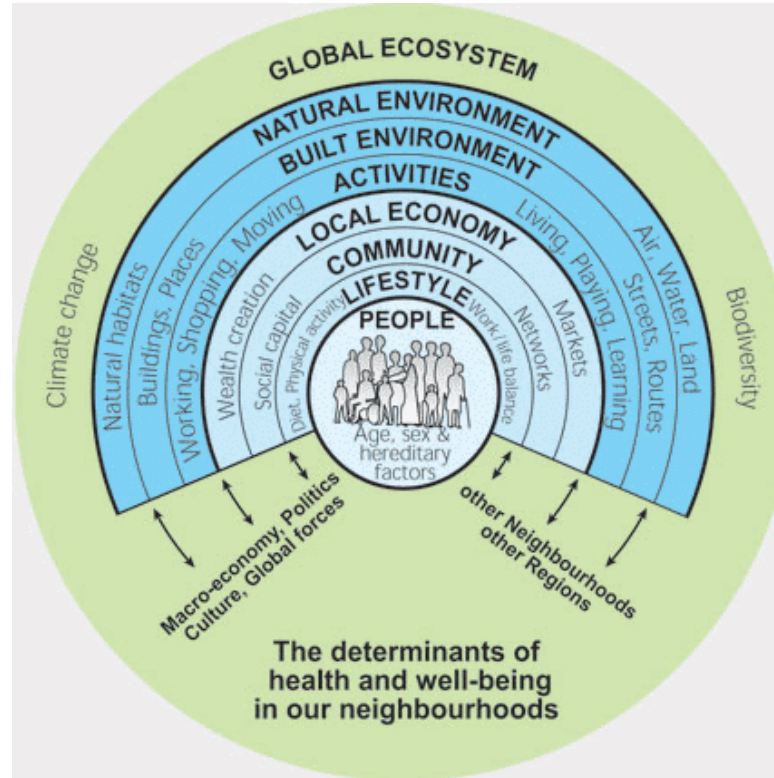 GLOBAL ECOSYSTEM
NATURAL ENVIRONMENT
BUILT ENVIRONMENT
ACTIVITIES
LOCAL ECONOMY
COMMUNITY
LIFESTYLE
PEOPLE
Age, sex &
hereditary
factors
Climate change
Natural habitats
Buildings, Places
Working, Shopping, Moving
Wealth creation
Social capital
Diet, Physical activity
Work/life balance
Networks
Markets
Living, Playing, Learning
Streets, Routes
Air, Water, Land
Biodiversity
Macro-economy, Politics
Culture, Global forces
other Neighbourhoods
other Regions
The determinants of
health and well-being
in our neighbourhoods